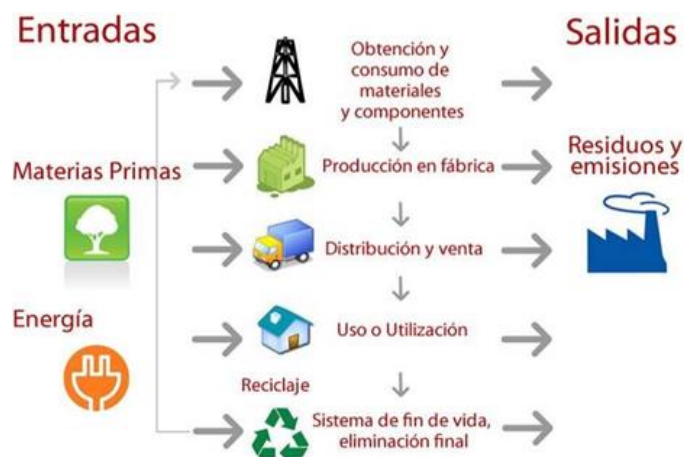 Entradas
Salidas
Obtención y
consumo de
materiales
y componentes
Materias Primas
Producción en fábrica
Residuos y
emisiones
Distribución y venta
Energía
Uso o Utilización
Reciclaje
Sistema de fin de vida,
eliminación final